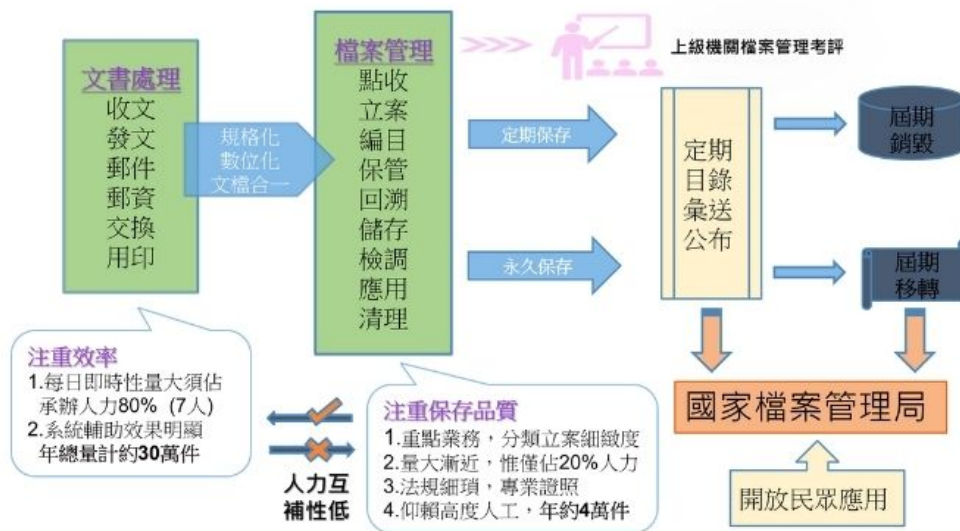 文書處理
收文
發文
郵件
郵資
交換
用印
規格化
數位化
文檔合一
檔案管理
點收
立案
編目
保管
回溯
儲存
檢調
應用
清理
上級機關檔案管理考評
定期保存
永久保存
定期
目錄
彙送
公布
屆期
銷毀
屆期
移轉
注重效率
1.每日即時性量大須佔
承辦人力80% (7人)
2.系統輔助效果明顯
年總量計約30萬件
人力互
補性低
注重保存品質
1.重點業務，分類立案細緻度
2.量大漸近，惟僅佔20%人力
3.法規細瑣，專業證照
4.仰賴高度人工，年約4萬件
國家檔案管理局
開放民眾應用